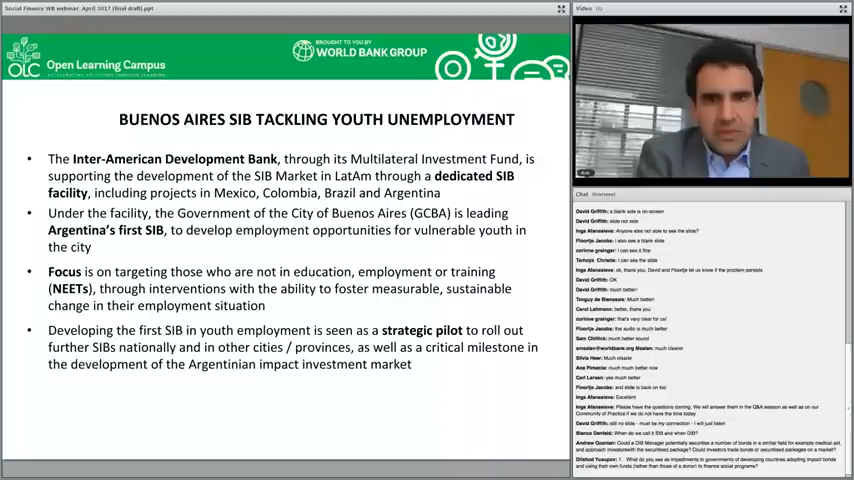 Social Finance WB webinar_April 2017 (final draft).ppt
OLC
Open Learning Campus
BROUGHT TO YOU BY
WORLD BANK GROUP
BUENOS AIRES SIB TACKLING YOUTH UNEMPLOYMENT
• The Inter-American Development Bank, through its Multilateral Investment Fund, is
supporting the development of the SIB Market in LatAm through a dedicated SIB
facility, including projects in Mexico, Colombia, Brazil and Argentina
• Under the facility, the Government of the City of Buenos Aires (GCBA) is leading
Argentina's first SIB, to develop employment opportunities for vulnerable youth in
the city
• Focus is on targeting those who are not in education, employment or training
(NEETs), through interventions with the ability to foster measurable, sustainable
change in their employment situation
• Developing the first SIB in youth employment is seen as a strategic pilot to roll out
further SIBs nationally and in other cities / provinces, as well as a critical milestone in
the development of the Argentinian impact investment market
Video (1)
Chat (Everyone)
David Griffith: a blank side is on-screen
David Griffith: slide not side
Inga Afanasieva: Anyone else not able to see the slide?
Floortje Jacobs: I also see a blank slide
corinne grainger: I can see it fine
Christie: I can see the slide
Inga Afanasieva: ok, thank you, David and Floortje let us know if the problem persists
David Griffith: OK
David Griffith: much better!
Tanguy de Bienassis: Much better!
Carol Lehmann: better, thank you
corinne grainger: that's very clear for us!
Floortje Jacobs: the audio is much better
Sam Chittick: much better sound
much clearer
Silvia Heer: Much clearer
Ana Pimenta: much much better now
Carl Larsen: yes much better
Floortje Jacobs: and slide is back on too
Inga Afanasieva: Excellent
Inga Afanasieva: Please have the questions coming. We will answer them in the Q&A session as well as on our
Community of Practice if we do not have the time today
David Griffith: still no slide - must be my connection - I will just listen
Bianca Denfeld: When do we call it SIB and when DIB?
Andrew Ozanian: Could a DIB Manager potentially securitise a number of bonds in a similar field for example medical aid,
and approach investors with the securitised package? Could investors trade bonds or securitised packages on a market?
Dilshod Yusupov: 1. What do you see as impediments to governments of developing countries adopting impact bonds
and using their own funds (rather than those of a donor) to finance social programs?